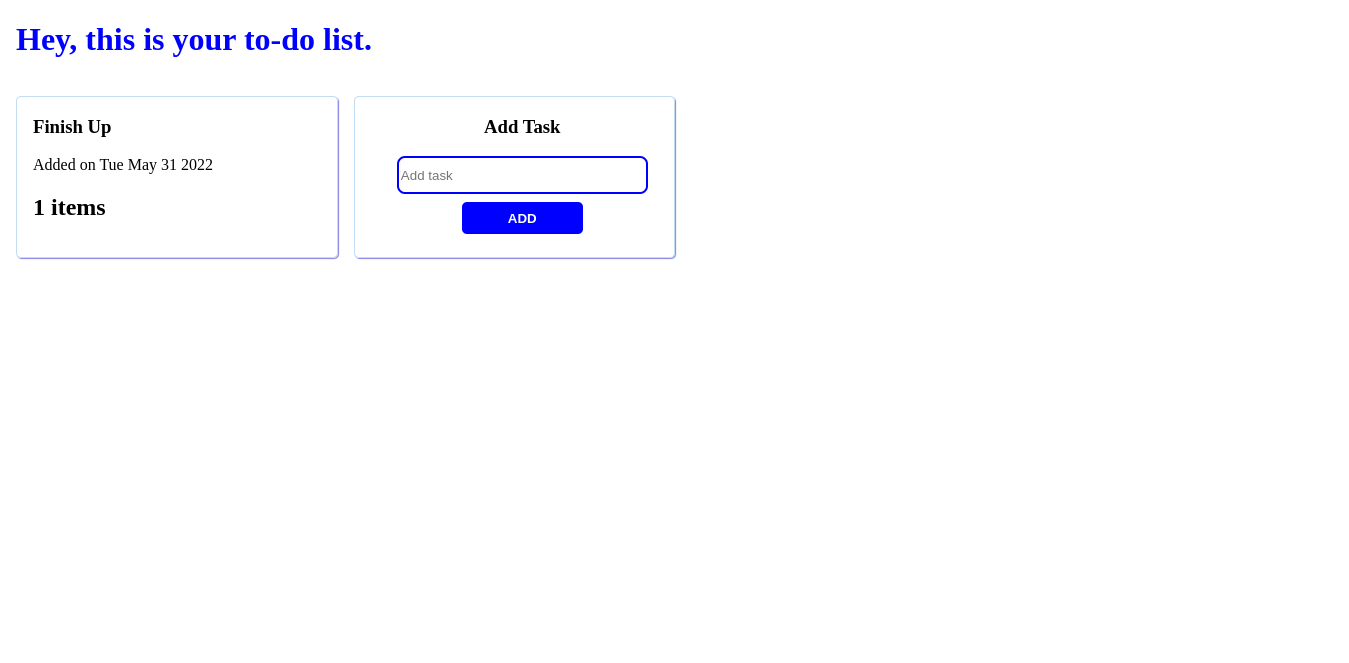 Hey, this is your to-do list.
Finish Up
Added on Tue May 31 2022
1 items
Add Task
Add task
ADD